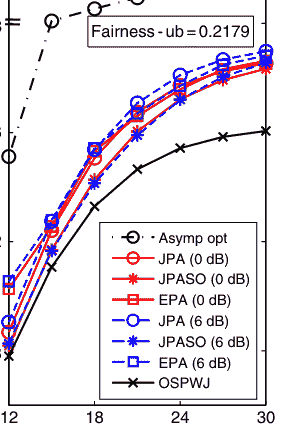 Fairness-ub=0.2179
Asymp opt
JPA (0 dB)
JPASO (0 dB)
EPA (0 dB)
JPA (6 dB)
JPASO (6 dB)
EPA (6 dB)
OSPWJ
12 18 24 30